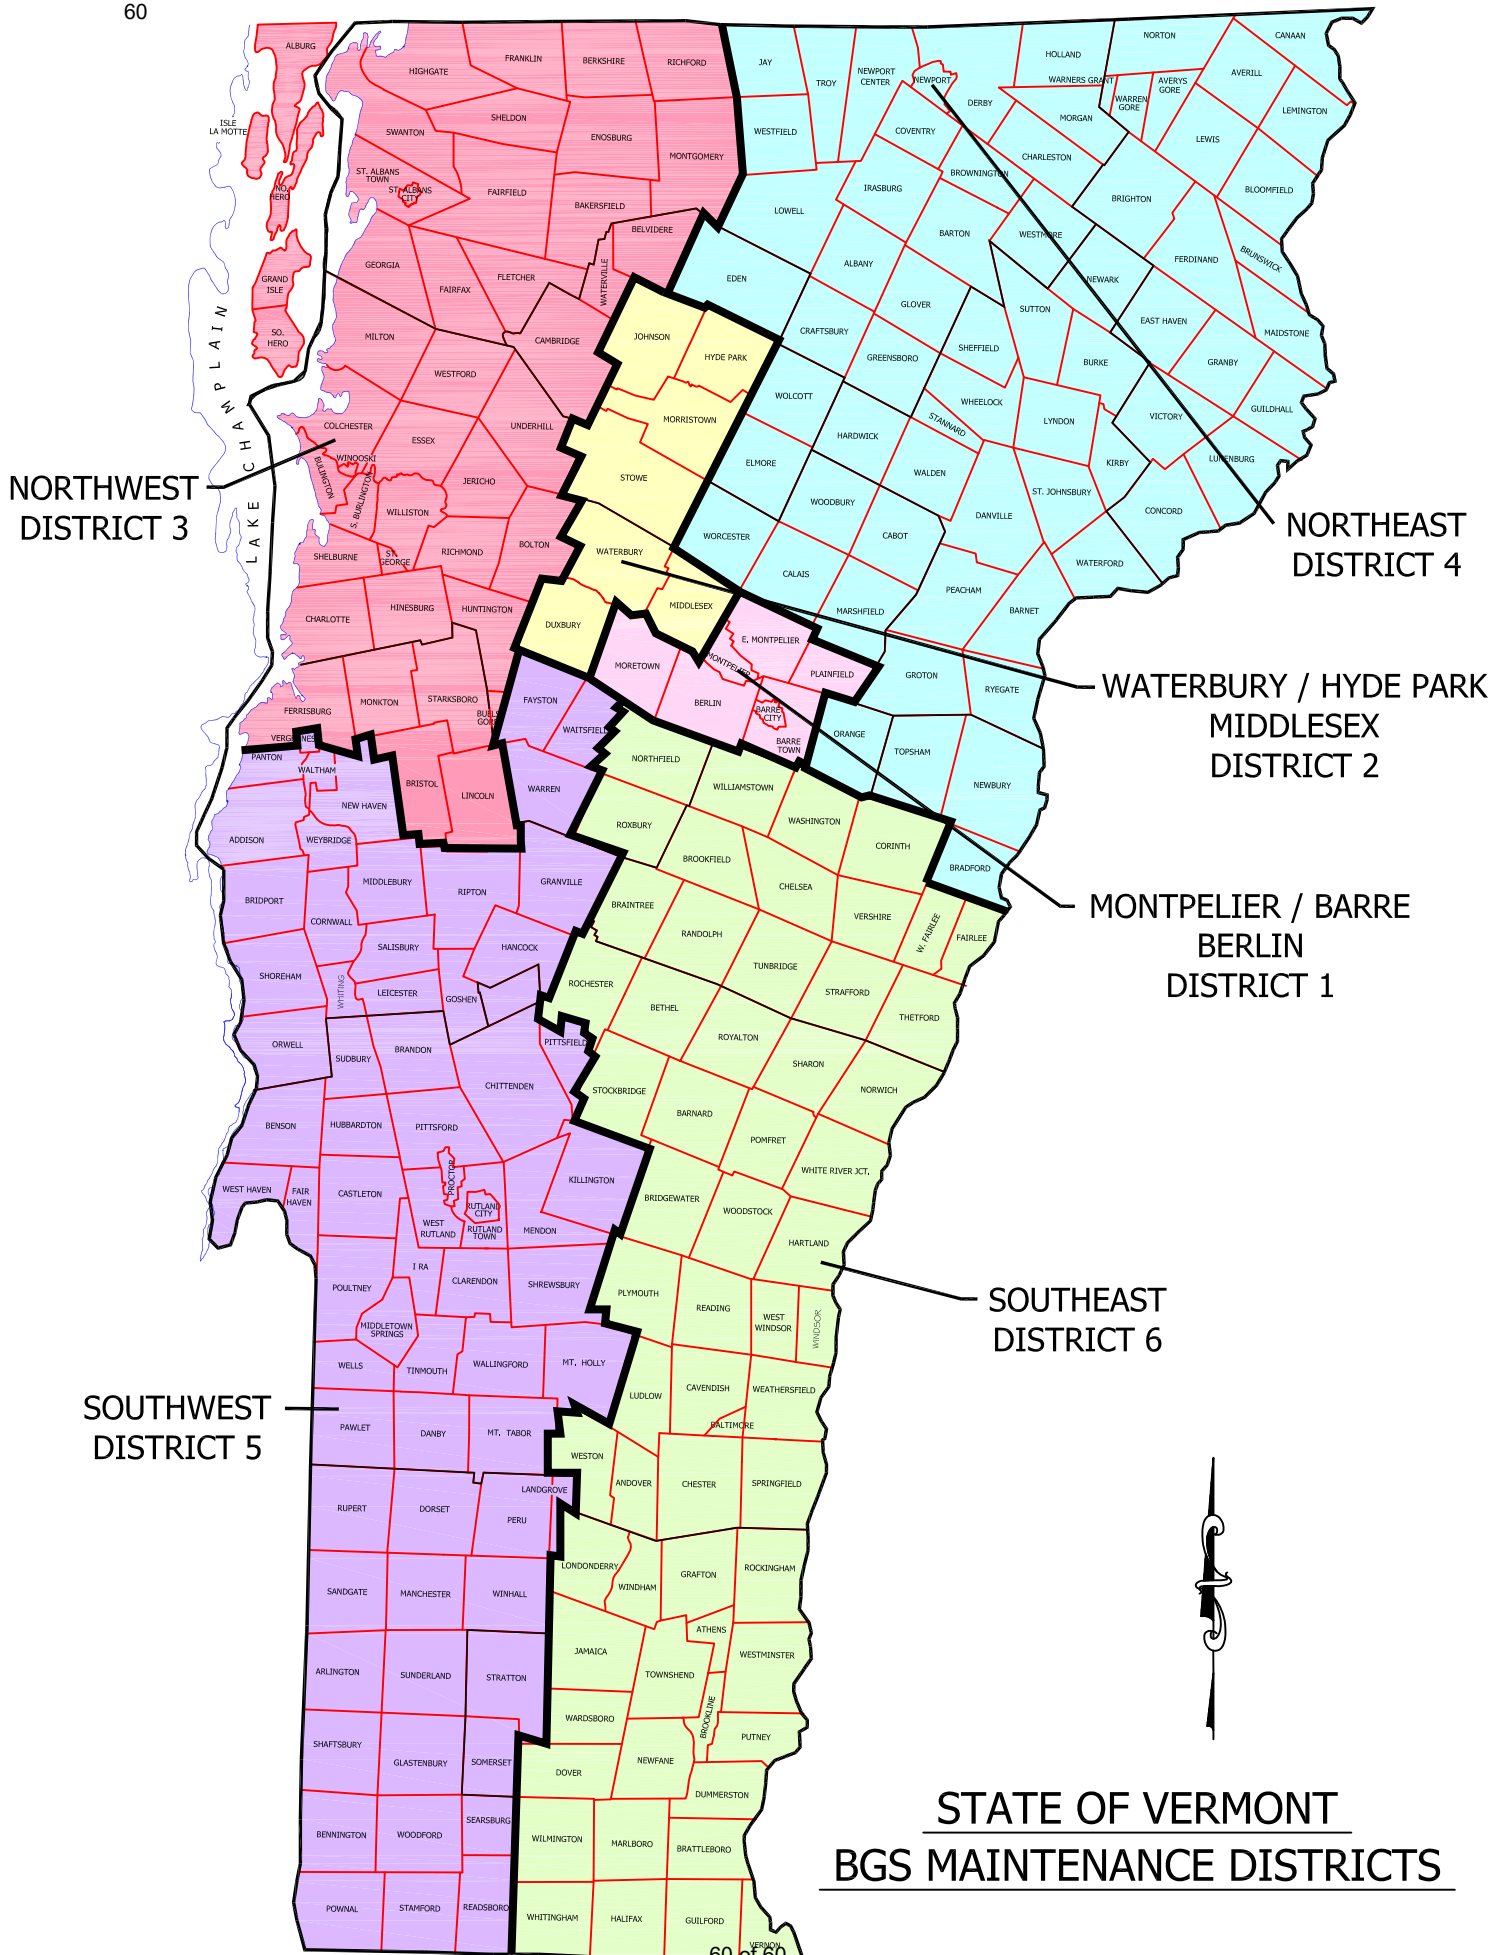 60
ALBURG
ISLE
LA MOTTE
NO.
HERO
GRAND
ISLE
SO.
HERO
LAKE CHAMPLAIN
HIGHGATE
FRANKLIN
BERKSHIRE
RICHFORD
SWANTON
SHELDON
ENOSBURG
MONTGOMERY
ST. ALBANS
TOWN
ST. ALBANS
CITY
FAIRFIELD
BAKERSFIELD
BELVIDERE
WATERVILLE
GEORGIA
FAIRFAX
FLETCHER
CAMBRIDGE
MILTON
WESTFORD
COLCHESTER
ESSEX
UNDERHILL
WINOOSKI
BULINGTON
S. BURLINGTON
WILLISTON
JERICHO
BOLTON
SHELBURNE
ST.
GEORGE
RICHMOND
CHARLOTTE
HINESBURG
HUNTINGTON
FERRISBURG
MONKTON
STARKSBORO
BUELS
GORE
VERGENNES
BRISTOL
LINCOLN
JAY
TROY
NEWPORT
CENTER
NEWPORT
DERBY
HOLLAND
WARNERS GRANT
NORTON
CANAAN
WARREN
GORE
AVERYS
GORE
AVERILL
LEMINGTON
WESTFIELD
COVENTRY
MORGAN
LEWIS
CHARLESTON
BROWNINGTON
IRASBURG
BRIGHTON
BLOOMFIELD
LOWELL
BARTON
WESTMORE
FERDINAND
BRUNSWICK
EDEN
ALBANY
GLOVER
NEWARK
SUTTON
EAST HAVEN
MAIDSTONE
CRAFTSBURY
GREENSBORO
SHEFFIELD
BURKE
GRANBY
WOLCOTT
WHEELOCK
STANNARD
LYNDON
VICTORY
GUILDHALL
HARDWICK
ELMORE
WALDEN
KIRBY
LUNENBURG
WOODBURY
ST. JOHNSBURY
CONCORD
DANVILLE
WORCESTER
CABOT
CALAIS
WATERFORD
PEACHAM
BARNET
MARSHFIELD
GROTON
RYEGATE
ORANGE
TOPSHAM
NEWBURY
BRADFORD
JOHNSON
HYDE PARK
MORRISTOWN
STOWE
WATERBURY
MIDDLESEX
DUXBURY
MORETOWN
E. MONTPELIER
MONTPELIER
PLAINFIELD
BERLIN
BARRE
CITY
BARRE
TOWN
FAYSTON
WAITSFIELD
WARREN
PANTON
WALTHAM
NEW HAVEN
ADDISON
WEYBRIDGE
MIDDLEBURY
RIPTON
GRANVILLE
BRIDPORT
CORNWALL
SALISBURY
HANCOCK
SHOREHAM
WHITING
LEICESTER
GOSHEN
ORWELL
SUDBURY
BRANDON
PITTSFIELD
CHITTENDEN
BENSON
HUBBARDTON
PITTSFORD
PROCTOR
KILLINGTON
WEST HAVEN
FAIR
HAVEN
CASTLETON
RUTLAND
CITY
WEST
RUTLAND
RUTLAND
TOWN
MENDON
I RA
CLARENDON
SHREWSBURY
POULTNEY
MIDDLETOWN
SPRINGS
WELLS
TINMOUTH
WALLINGFORD
MT. HOLLY
PAWLET
DANBY
MT. TABOR
LANDGROVE
RUPERT
DORSET
PERU
SANDGATE
MANCHESTER
WINHALL
ARLINGTON
SUNDERLAND
STRATTON
SHAFTSBURY
GLASTENBURY
SOMERSET
BENNINGTON
WOODFORD
SEARSBURG
POWNAL
STAMFORD
READSBORO
NORTHFIELD
WILLIAMSTOWN
WASHINGTON
ROXBURY
CORINTH
BROOKFIELD
CHELSEA
BRAINTREE
VERSHIRE
W. FAIRLEE
FAIRLEE
RANDOLPH
TUNBRIDGE
ROCHESTER
STRAFFORD
BETHEL
THETFORD
ROYALTON
SHARON
STOCKBRIDGE
NORWICH
BARNARD
POMFRET
WHITE RIVER JCT.
BRIDGEWATER
WOODSTOCK
HARTLAND
PLYMOUTH
READING
WEST
WINDSOR
WINDSOR
LUDLOW
CAVENDISH
WEATHERSFIELD
BALTIMORE
WESTON
ANDOVER
CHESTER
SPRINGFIELD
LONDONDERRY
WINDHAM
GRAFTON
ROCKINGHAM
JAMAICA
ATHENS
TOWNSHEND
WESTMINSTER
WARDSBORO
BROOKLINE
PUTNEY
DOVER
NEWFANE
DUMMERSTON
WILMINGTON
MARLBORO
BRATTLEBORO
WHITINGHAM
HALIFAX
GUILFORD
VERNON
NORTHWEST
DISTRICT 3
NORTHEAST
DISTRICT 4
WATERBURY / HYDE PARK
MIDDLESEX
DISTRICT 2
MONTPELIER / BARRE
BERLIN
DISTRICT 1
SOUTHEAST
DISTRICT 6
SOUTHWEST
DISTRICT 5
STATE OF VERMONT
BGS MAINTENANCE DISTRICTS
60 of 60